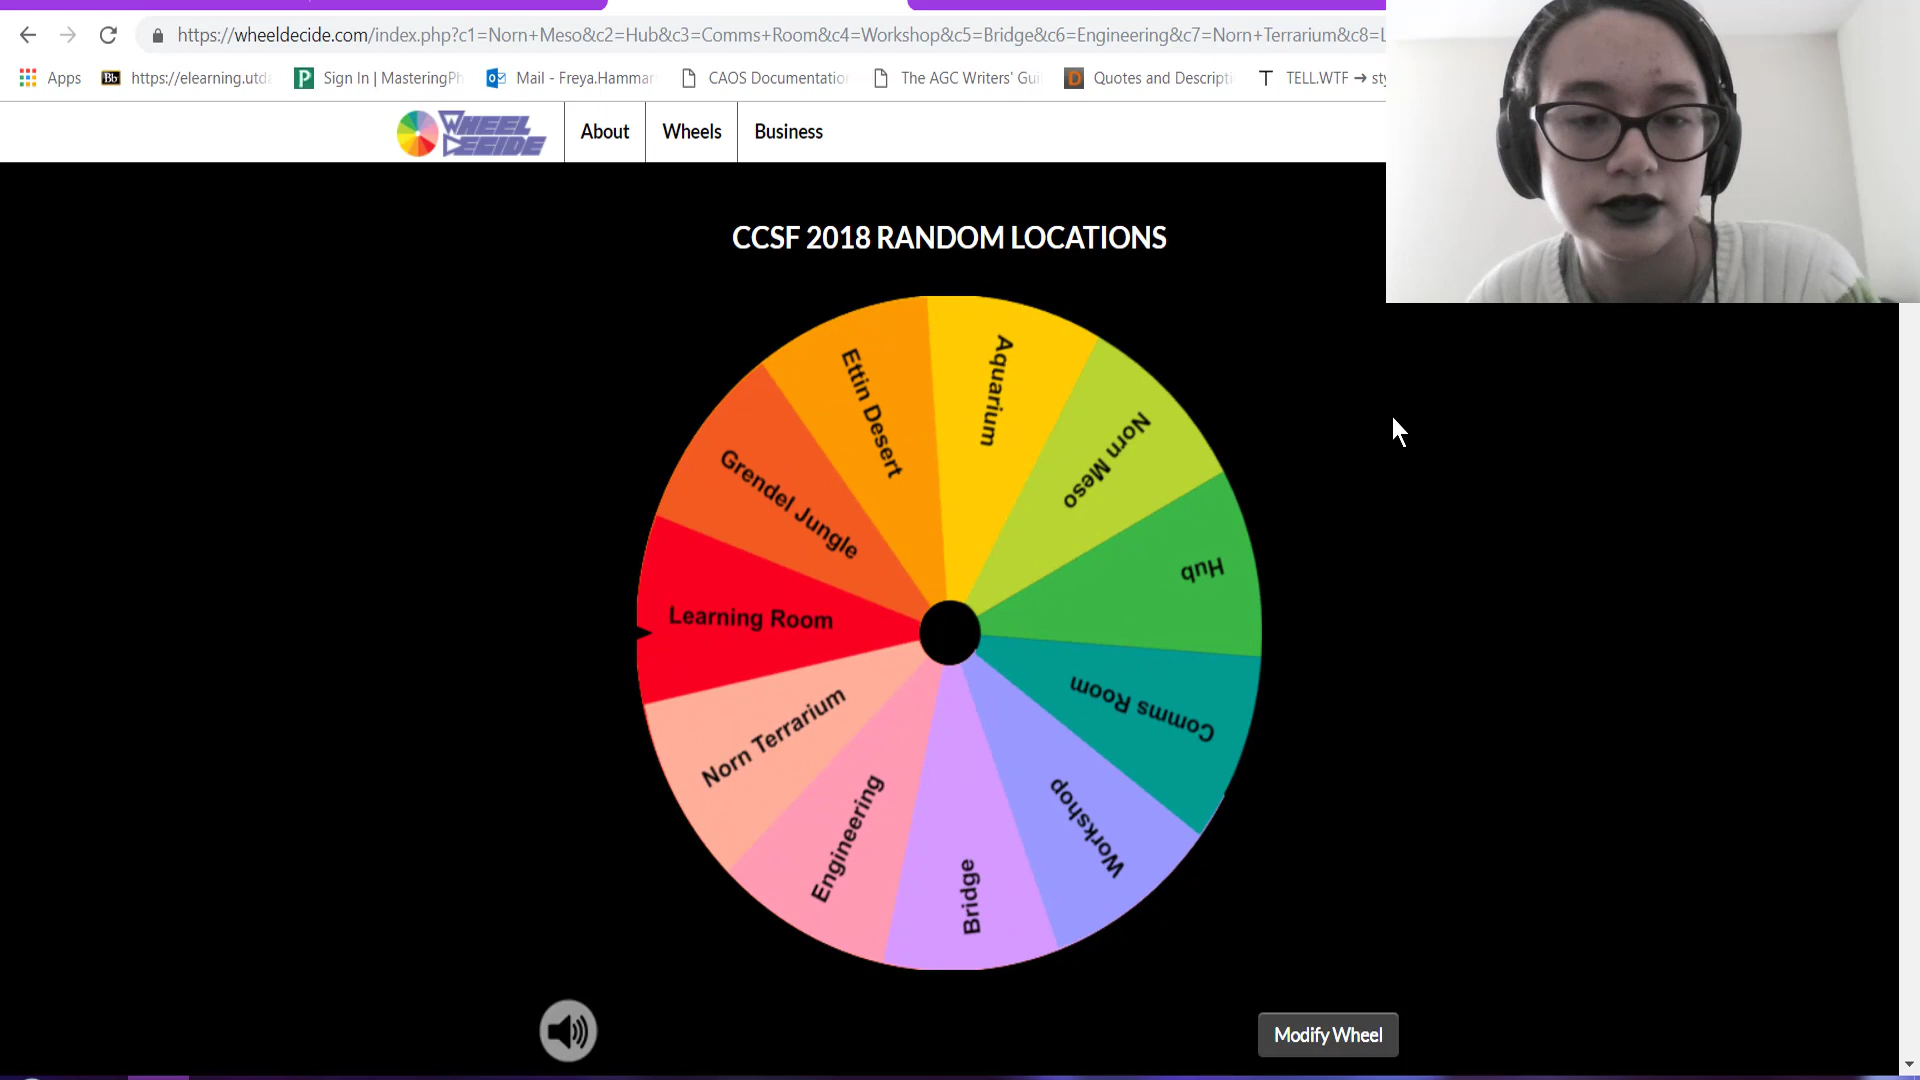 https://wheeldecide.com/index.php?c1=Norn+Meso&c2=Hub&c3=Comms+Room&c4=Workshop&c5=Bridge&c6=Engineering&c7=Norn+Terrarium&c8=L
Apps
Bb https://elearning.utd
P Sign In | MasteringPh
Mail - Freya.Hammar
CAOS Documentatio
The AGC Writers' Gui
D Quotes and Descripti
T TELL.WTF → sty
WHEEL
DECIDE
About
Wheels
Business
CCSF 2018 RANDOM LOCATIONS
Aquarium
Norn Meso
Hub
Comms Room
Workshop
Bridge
Engineering
Norn Terrarium
Learning Room
Grendel Jungle
Ettin Desert
Modify Wheel